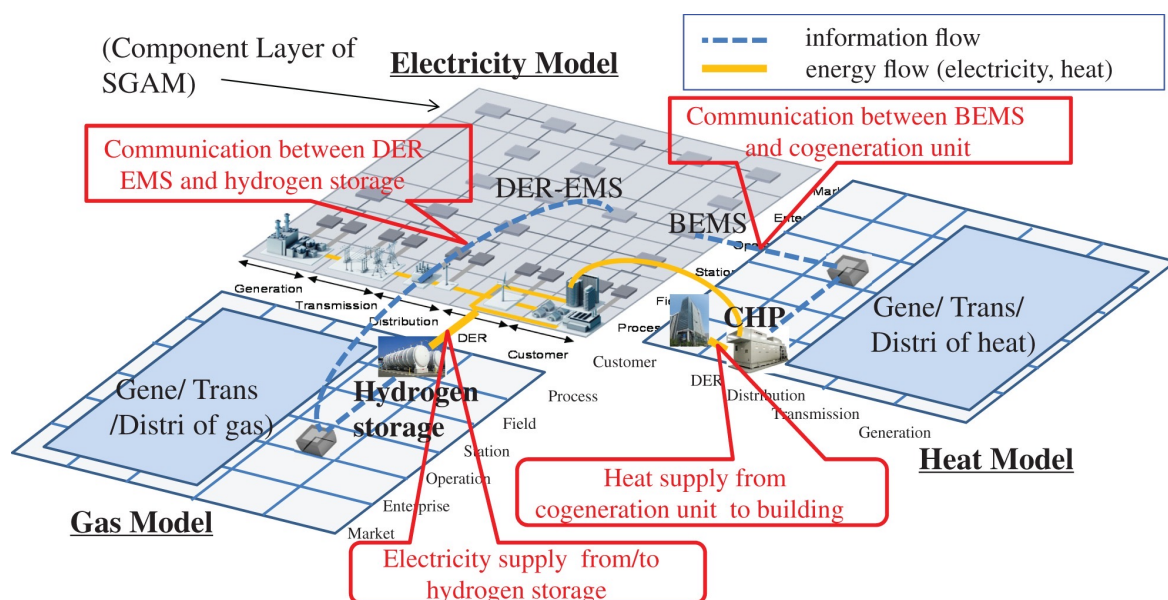 (Component Layer of
SGAM)
Electricity Model
information flow
energy flow (electricity, heat)
Communication between DER
EMS and hydrogen storage
Communication between BEMS
and cogeneration unit
DER-EMS
BEMS
Generation
Transmission
Distribution
DER
Customer
Process
Station
Customer
Process
Field
Station
Operation
Enterprise
Market
DER
Distribution
Transmission
Generation
CHP
Gene/ Trans/
Distri of heat)
Gene/ Trans
/Distri of gas)
Hydrogen
storage
Gas Model
Heat Model
Heat supply from
cogeneration unit to building
Electricity supply from/to
hydrogen storage